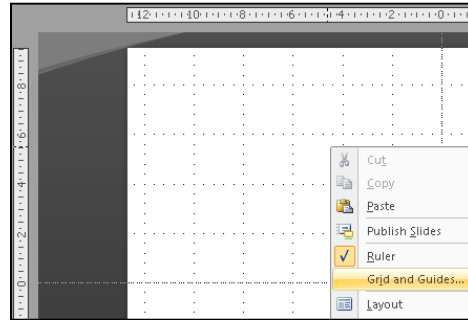 12 10 8 6 4 2 0
8
6
4
2
0
Cut
Copy
Paste
Publish Slides
Ruler
Grid and Guides...
Layout